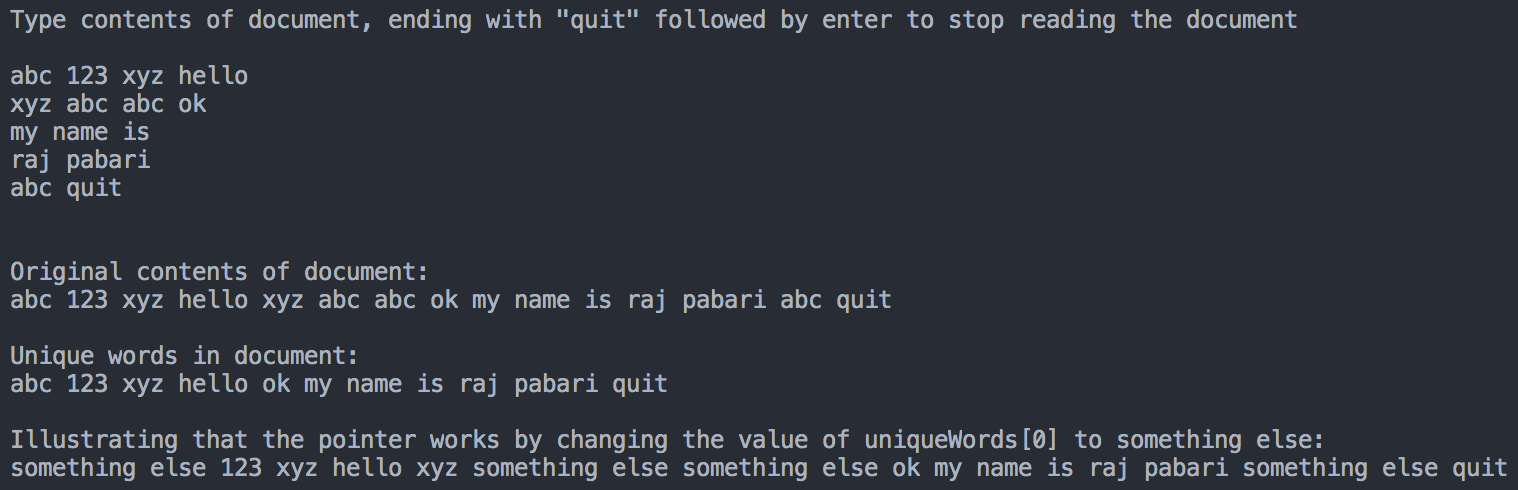 Type contents of document, ending with "quit" followed by enter to stop reading the document
abc 123 xyz hello
xyz abc abc ok
my name is
raj pabari
abc quit
Original contents of document:
abc 123 xyz hello xyz abc abc ok my name is raj pabari abc quit
Unique words in document:
abc 123 xyz hello ok my name is raj pabari quit
Illustrating that the pointer works by changing the value of uniqueWords[0] to something else:
something else 123 xyz hello xyz something else something else ok my name is raj pabari something else quit